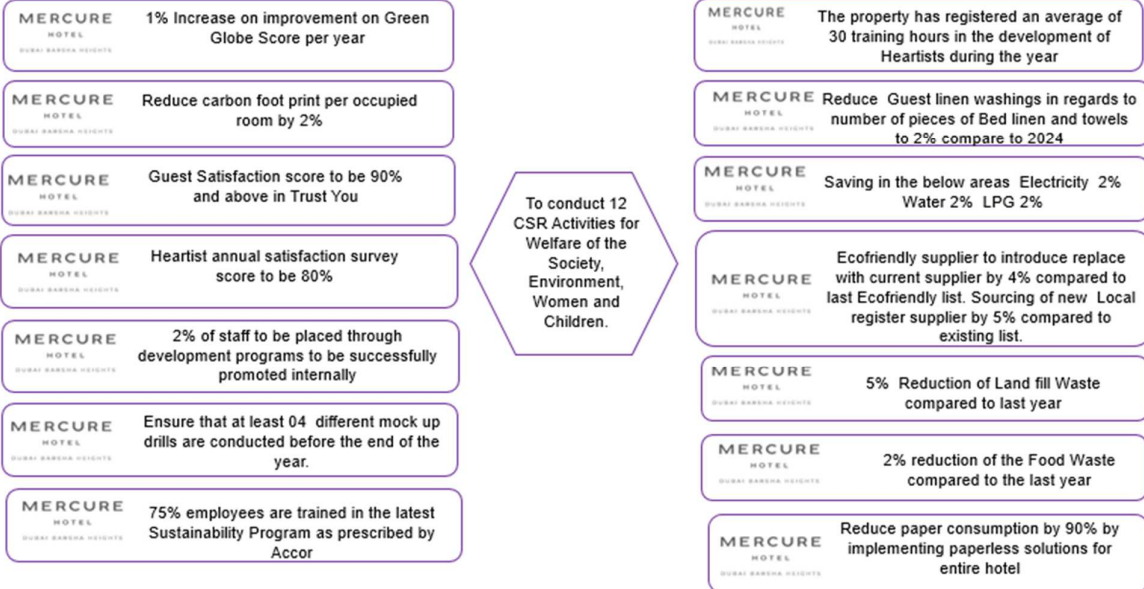 MERCURE
HOTEL
DUBAI BARSHA HEIGHTS
1% Increase on improvement on Green
Globe Score per year
MERCURE
HOTEL
DUBAI BARSHA HEIGHTS
Reduce carbon foot print per occupied
room by 2%
MERCURE
HOTEL
DUBAI BARSHA HEIGHTS
Guest Satisfaction score to be 90%
and above in Trust You
MERCURE
HOTEL
DUBAI BARSHA HEIGHTS
Heartist annual satisfaction survey
score to be 80%
MERCURE
HOTEL
DUBAI BARSHA HEIGHTS
2% of staff to be placed through
development programs to be successfully
promoted internally
MERCURE
HOTEL
DUBAI BARSHA HEIGHTS
Ensure that at least 04 different mock up
drills are conducted before the end of the
year.
MERCURE
HOTEL
DUBAI BARSHA HEIGHTS
75% employees are trained in the latest
Sustainability Program as prescribed by
Accor
To conduct 12
CSR Activities for
Welfare of the
Society,
Environment,
Women and
Children.
MERCURE
HOTEL
DUBAI BARSHA HEIGHTS
The property has registered an average of
30 training hours in the development of
Heartists during the year
MERCURE
HOTEL
DUBAI BARSHA HEIGHTS
Reduce Guest linen washings in regards to
number of pieces of Bed linen and towels
to 2% compare to 2024
MERCURE
HOTEL
DUBAI BARSHA HEIGHTS
Saving in the below areas Electricity 2%
Water 2% LPG 2%
MERCURE
HOTEL
DUBAI BARSHA HEIGHTS
Ecofriendly supplier to introduce replace
with current supplier by 4% compared to
last Ecofriendly list. Sourcing of new Local
register supplier by 5% compared to
existing list.
MERCURE
HOTEL
DUBAI BARSHA HEIGHTS
5% Reduction of Land fill Waste
compared to last year
MERCURE
HOTEL
DUBAI BARSHA HEIGHTS
2% reduction of the Food Waste
compared to the last year
MERCURE
HOTEL
DUBAI BARSHA HEIGHTS
Reduce paper consumption by 90% by
implementing paperless solutions for
entire hotel